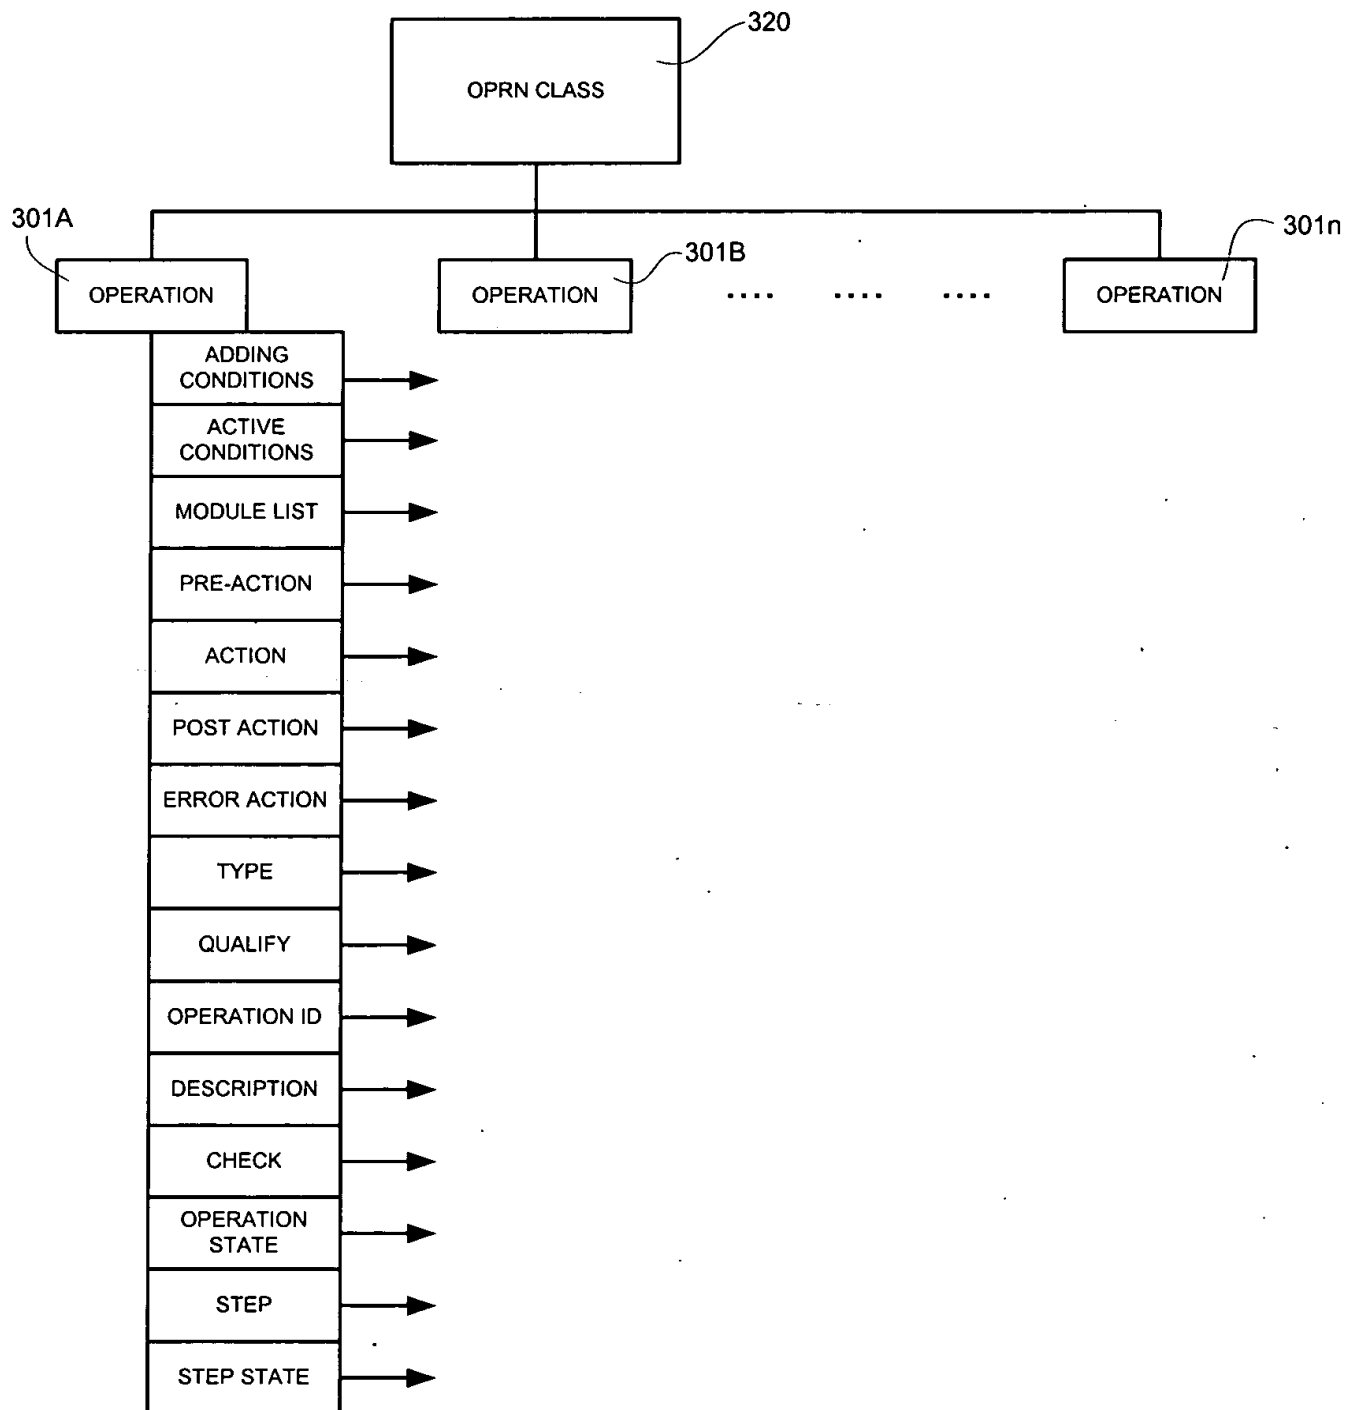 320
OPRN CLASS
301A
301B
301n
OPERATION
OPERATION
.... .... ....
OPERATION
ADDING
CONDITIONS
ACTIVE
CONDITIONS
MODULE LIST
PRE-ACTION
ACTION
POST ACTION
ERROR ACTION
TYPE
QUALIFY
OPERATION ID
DESCRIPTION
CHECK
OPERATION
STATE
STEP
STEP STATE